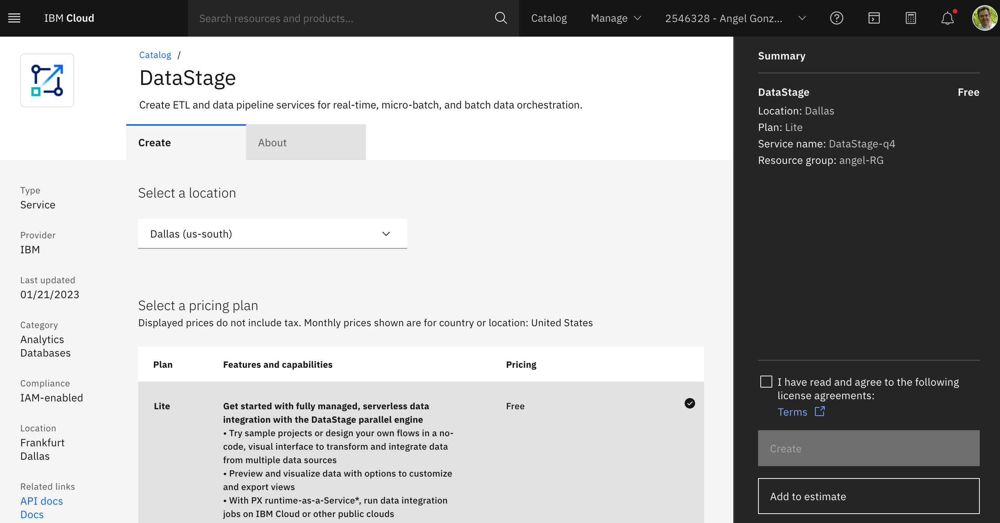 IBM Cloud
Search resources and products...
Catalog
Manage
2546328 - Angel Gonz...
Catalog /
DataStage
Create ETL and data pipeline services for real-time, micro-batch, and batch data orchestration.
Create
About
Type
Service
Provider
IBM
Last updated
01/21/2023
Category
Analytics
Databases
Compliance
IAM-enabled
Location
Frankfurt
Dallas
Related links
API docs
Docs
Select a location
Dallas (us-south)
Select a pricing plan
Displayed prices do not include tax. Monthly prices shown are for country or location: United States
Plan
Features and capabilities
Pricing
Lite
Get started with fully managed, serverless data
integration with the DataStage parallel engine
• Try sample projects or design your own flows in a no-
code, visual interface to transform and integrate data
from multiple data sources
• Preview and visualize data with options to customize
and export views
• With PX runtime-as-a-Service*, run data integration
jobs on IBM Cloud or other public clouds
Free
Summary
DataStage
Free
Location: Dallas
Plan: Lite
Service name: DataStage-q4
Resource group: angel-RG
I have read and agree to the following
license agreements:
Terms
Create
Add to estimate